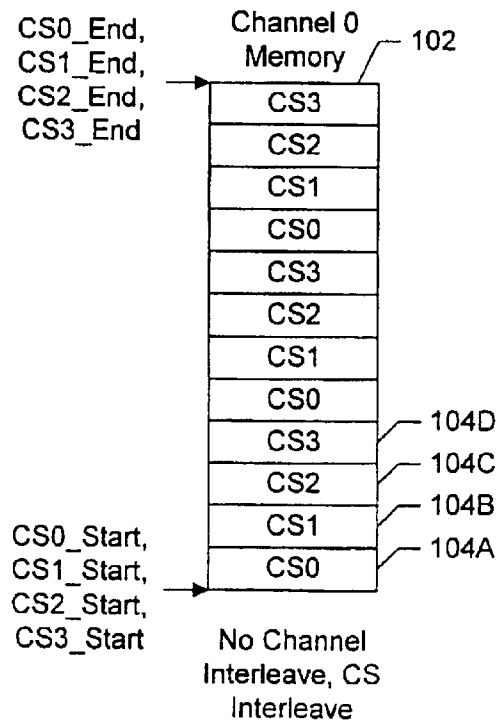 CS0_End,
CS1_End,
CS2_End,
CS3_End
Channel 0
Memory
102
CS3
CS2
CS1
CS0
CS3
CS2
CS1
CS0
CS3
104D
CS2
104C
CS1
104B
CS0
104A
CS0_Start,
CS1_Start,
CS2_Start,
CS3_Start
No Channel
Interleave, CS
Interleave